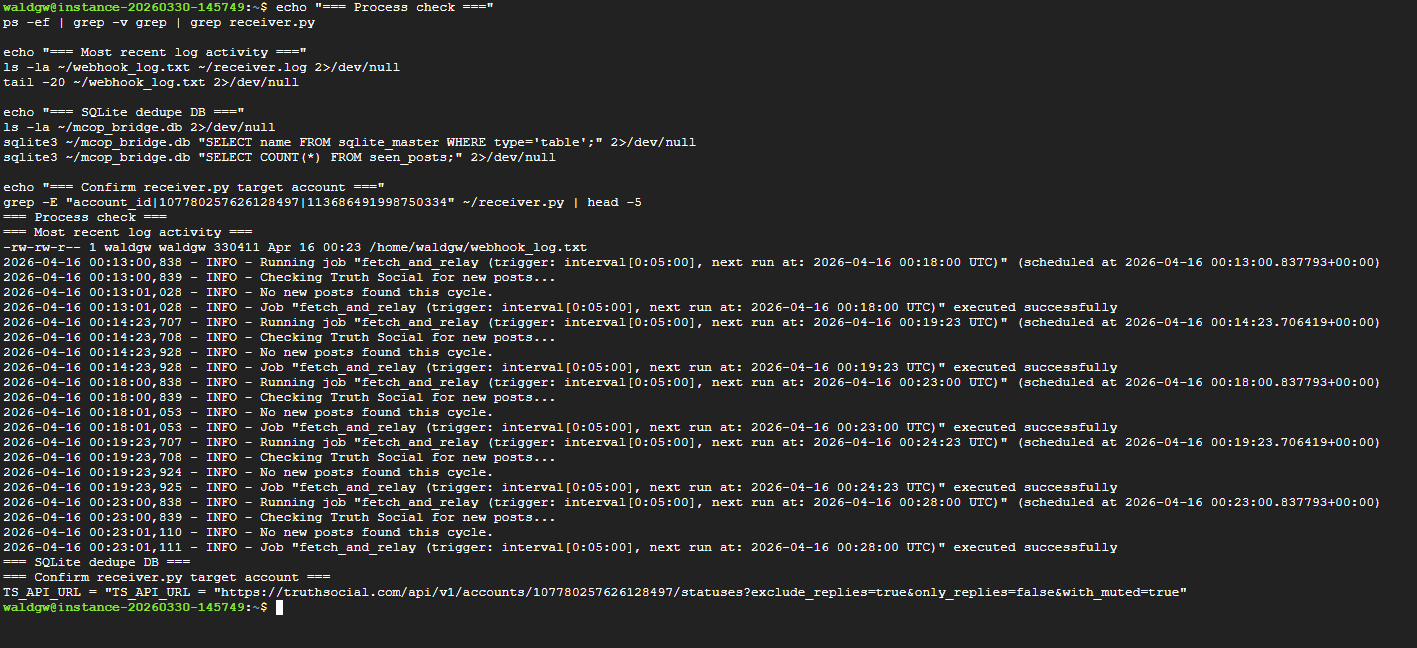 waldgw@instance-20260330-145749:~$ echo "=== Process check ==="
ps -ef | grep -v grep | grep receiver.py
echo "=== Most recent log activity ==="
ls -la ~/webhook_log.txt ~/receiver.log 2>/dev/null
tail -20 ~/webhook_log.txt 2>/dev/null
echo "=== SQLite dedupe DB ==="
ls -la ~/mcop_bridge.db 2>/dev/null
sqlite3 ~/mcop_bridge.db "SELECT name FROM sqlite_master WHERE type='table';" 2>/dev/null
sqlite3 ~/mcop_bridge.db "SELECT COUNT(*) FROM seen_posts;" 2>/dev/null
echo "=== Confirm receiver.py target account ==="
grep -E "account_id|107780257626128497|113686491998750334" ~/receiver.py | head -5
=== Process check ===
=== Most recent log activity ===
-rw-rw-r-- 1 waldgw waldgw 330411 Apr 16 00:23 /home/waldgw/webhook_log.txt
2026-04-16 00:13:00,838 - INFO - Running job "fetch_and_relay (trigger: interval[0:05:00], next run at: 2026-04-16 00:18:00 UTC)" (scheduled at 2026-04-16 00:13:00.837793+00:00)
2026-04-16 00:13:00,839 - INFO - Checking Truth Social for new posts...
2026-04-16 00:13:01,028 - INFO - No new posts found this cycle.
2026-04-16 00:13:01,028 - INFO - Job "fetch_and_relay (trigger: interval[0:05:00], next run at: 2026-04-16 00:18:00 UTC)" executed successfully
2026-04-16 00:14:23,707 - INFO - Running job "fetch_and_relay (trigger: interval[0:05:00], next run at: 2026-04-16 00:19:23 UTC)" (scheduled at 2026-04-16 00:14:23.706419+00:00)
2026-04-16 00:14:23,708 - INFO - Checking Truth Social for new posts...
2026-04-16 00:14:23,928 - INFO - No new posts found this cycle.
2026-04-16 00:14:23,928 - INFO - Job "fetch_and_relay (trigger: interval[0:05:00], next run at: 2026-04-16 00:19:23 UTC)" executed successfully
2026-04-16 00:18:00,838 - INFO - Running job "fetch_and_relay (trigger: interval[0:05:00], next run at: 2026-04-16 00:23:00 UTC)" (scheduled at 2026-04-16 00:18:00.837793+00:00)
2026-04-16 00:18:00,839 - INFO - Checking Truth Social for new posts...
2026-04-16 00:18:01,053 - INFO - No new posts found this cycle.
2026-04-16 00:18:01,053 - INFO - Job "fetch_and_relay (trigger: interval[0:05:00], next run at: 2026-04-16 00:23:00 UTC)" executed successfully
2026-04-16 00:19:23,707 - INFO - Running job "fetch_and_relay (trigger: interval[0:05:00], next run at: 2026-04-16 00:24:23 UTC)" (scheduled at 2026-04-16 00:19:23.706419+00:00)
2026-04-16 00:19:23,708 - INFO - Checking Truth Social for new posts...
2026-04-16 00:19:23,924 - INFO - No new posts found this cycle.
2026-04-16 00:19:23,925 - INFO - Job "fetch_and_relay (trigger: interval[0:05:00], next run at: 2026-04-16 00:24:23 UTC)" executed successfully
2026-04-16 00:23:00,838 - INFO - Running job "fetch_and_relay (trigger: interval[0:05:00], next run at: 2026-04-16 00:28:00 UTC)" (scheduled at 2026-04-16 00:23:00.837793+00:00)
2026-04-16 00:23:00,839 - INFO - Checking Truth Social for new posts...
2026-04-16 00:23:01,110 - INFO - No new posts found this cycle.
2026-04-16 00:23:01,111 - INFO - Job "fetch_and_relay (trigger: interval[0:05:00], next run at: 2026-04-16 00:28:00 UTC)" executed successfully
=== SQLite dedupe DB ===
=== Confirm receiver.py target account ===
TS_API_URL = "TS_API_URL = "https://truthsocial.com/api/v1/accounts/107780257626128497/statuses?exclude_replies=true&only_replies=false&with_muted=true"
waldgw@instance-20260330-145749:~$